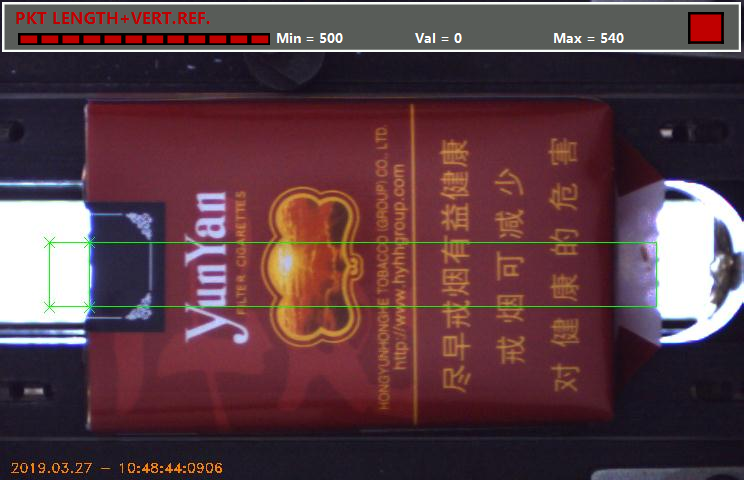 PKT LENGTH+VERT.REF.
Min = 500 Val = 0 Max = 540
YunYan
FILTER CIGARETTES
HONGYUNHONGHE TOBACCO (GROUP) CO., LTD.
http://www.hyhhgroup.com
尽早戒烟有益健康
戒烟可减少
对健康的危害
2019.03.27 - 10:48:44:0906